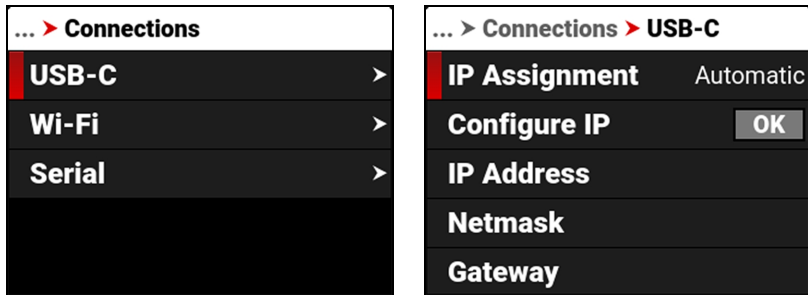 ... > Connections
USB-C >
Wi-Fi >
Serial >
... > Connections > USB-C
IP Assignment Automatic
Configure IP OK
IP Address
Netmask
Gateway